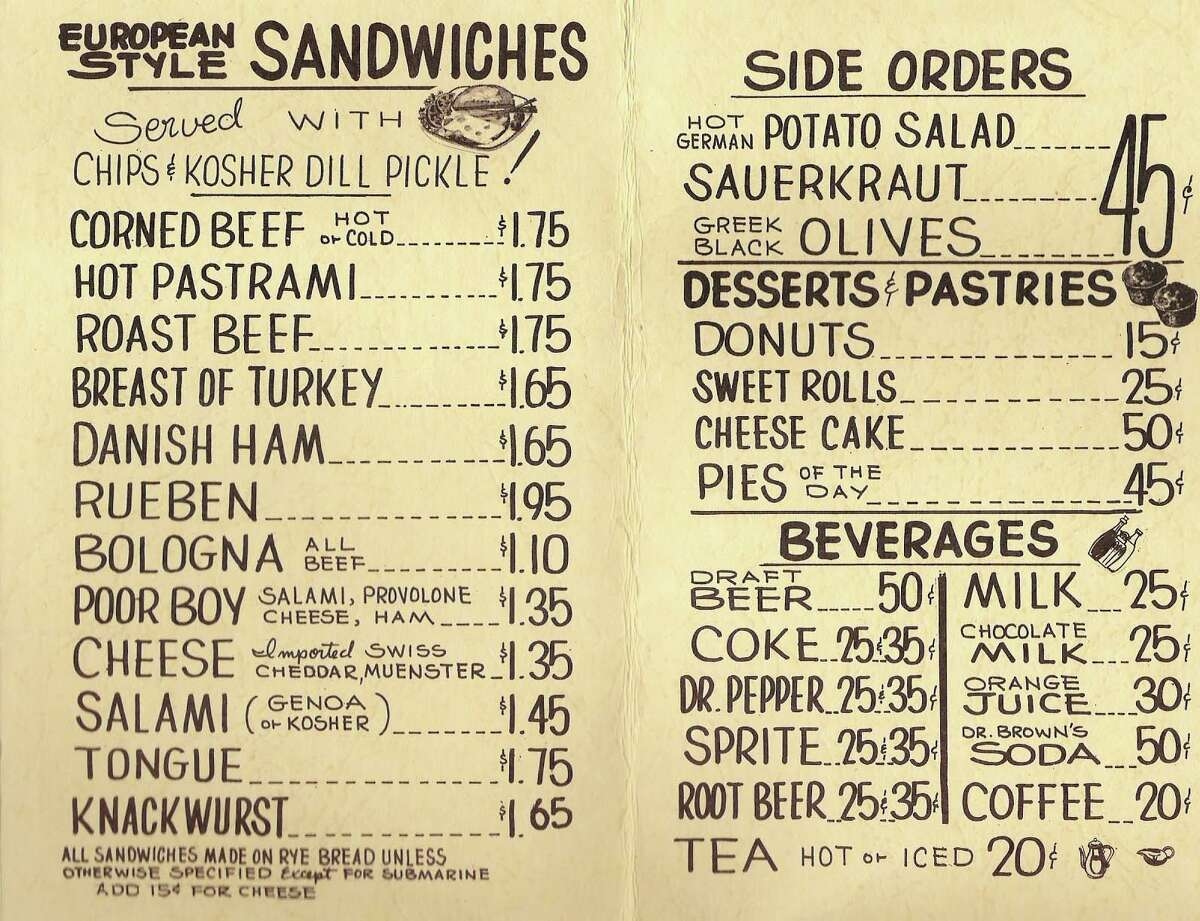 EUROPEAN STYLE SANDWICHES
Served WITH
CHIPS & KOSHER DILL PICKLE!
CORNED BEEF HOT or COLD $1.75
HOT PASTRAMI $1.75
ROAST BEEF $1.75
BREAST OF TURKEY $1.65
DANISH HAM $1.65
RUEBEN $1.95
BOLOGNA ALL BEEF $1.10
POOR BOY SALAMI, PROVOLONE CHEESE, HAM $1.35
CHEESE Imported SWISS CHEDDAR, MUENSTER $1.35
SALAMI (GENOA or KOSHER) $1.45
TONGUE $1.75
KNACKWURST $1.65
ALL SANDWICHES MADE ON RYE BREAD UNLESS
OTHERWISE SPECIFIED Except FOR SUBMARINE
ADD 15¢ FOR CHEESE
SIDE ORDERS
HOT GERMAN POTATO SALAD
SAUERKRAUT 45¢
GREEK BLACK OLIVES
DESSERTS & PASTRIES
DONUTS 15¢
SWEET ROLLS 25¢
CHEESE CAKE 50¢
PIES OF THE DAY 45¢
BEVERAGES
DRAFT BEER 50¢
COKE 25¢ 35¢
DR. PEPPER 25¢ 35¢
SPRITE 25¢ 35¢
ROOT BEER 25¢ 35¢
MILK 25¢
CHOCOLATE MILK 25¢
ORANGE JUICE 30¢
DR. BROWN'S SODA 50¢
COFFEE 20¢
TEA HOT or ICED 20¢